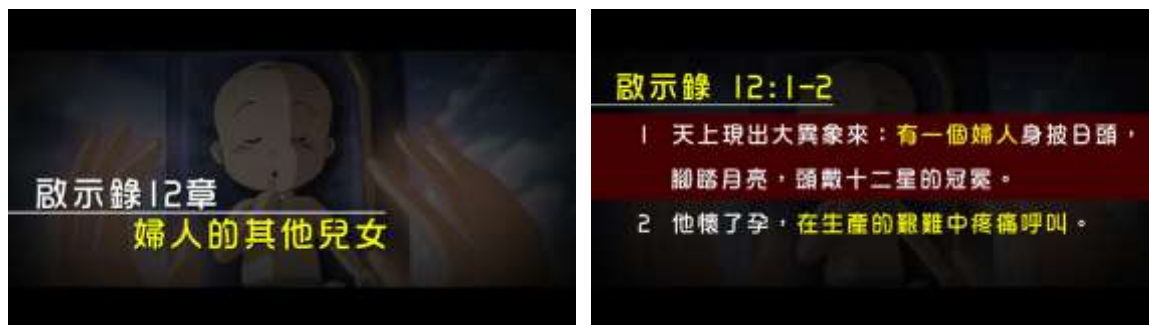 啟示錄12章
婦人的其他兒女
啟示錄 12:1-2
1 天上現出大異象來：有一個婦人身披日頭，
腳踏月亮，頭戴十二星的冠冕。
2 他懷了孕，在生產的艱難中疼痛呼叫。